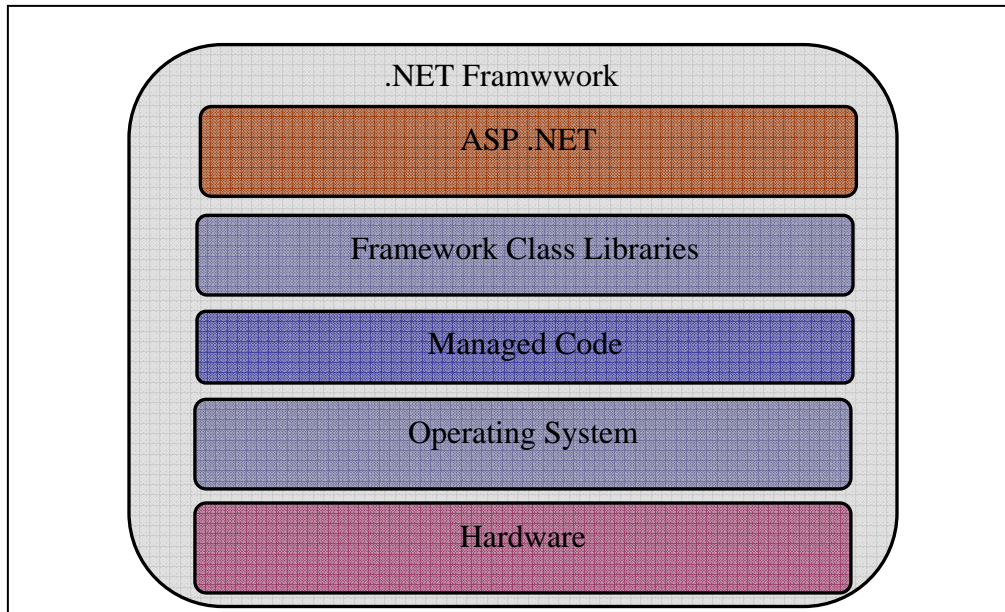 .NET Framwwork
ASP .NET
Framework Class Libraries
Managed Code
Operating System
Hardware